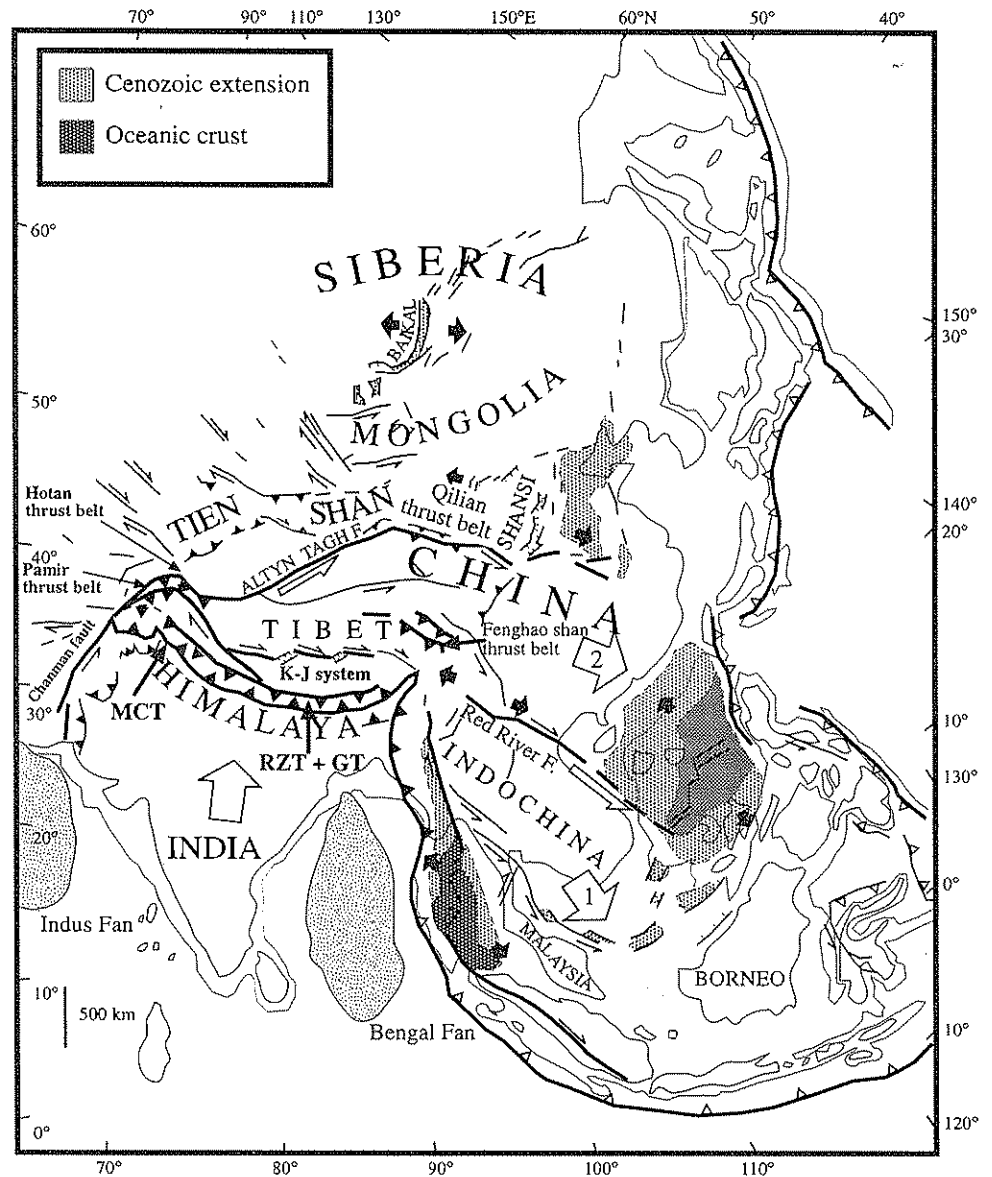 70° 90° 110° 130° 150°E 60°N 50° 40°
Cenozoic extension
Oceanic crust
60°
SIBERIA
BAIKAL
150°
30°
50°
MONGOLIA
Hotan
thrust belt
TIEN SHAN
Qilian
thrust belt
SHANSI
140°
20°
40°
ALTYN TAGH F.
CHINA
Pamir
thrust belt
TIBET
Fenghao shan
thrust belt
2
Chanman fault
K-J system
HIMALAYA
MCT
30°
RZT + GT
Red River F.
10°
130°
INDOCHINA
20°
INDIA
1
0°
Indus Fan
MALAYSIA
BORNEO
10°
500 km
Bengal Fan
10°
0°
120°
70° 80° 90° 100° 110°